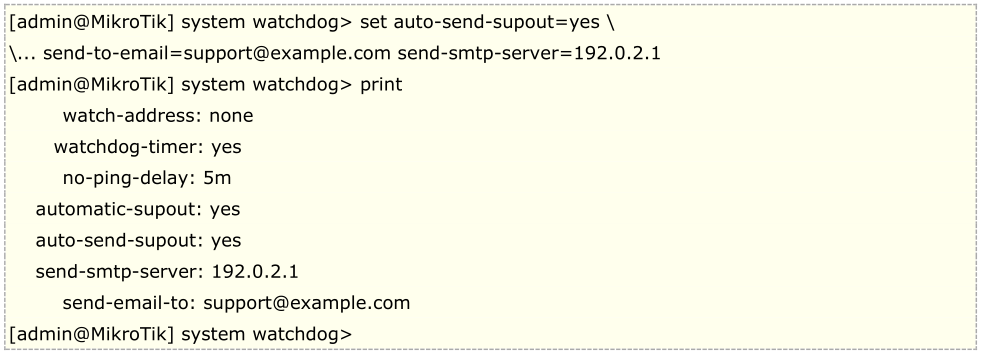 [admin@MikroTik] system watchdog> set auto-send-supout=yes \
\... send-to-email=support@example.com send-smtp-server=192.0.2.1
[admin@MikroTik] system watchdog> print
watch-address: none
watchdog-timer: yes
no-ping-delay: 5m
automatic-supout: yes
auto-send-supout: yes
send-smtp-server: 192.0.2.1
send-email-to: support@example.com
[admin@MikroTik] system watchdog>